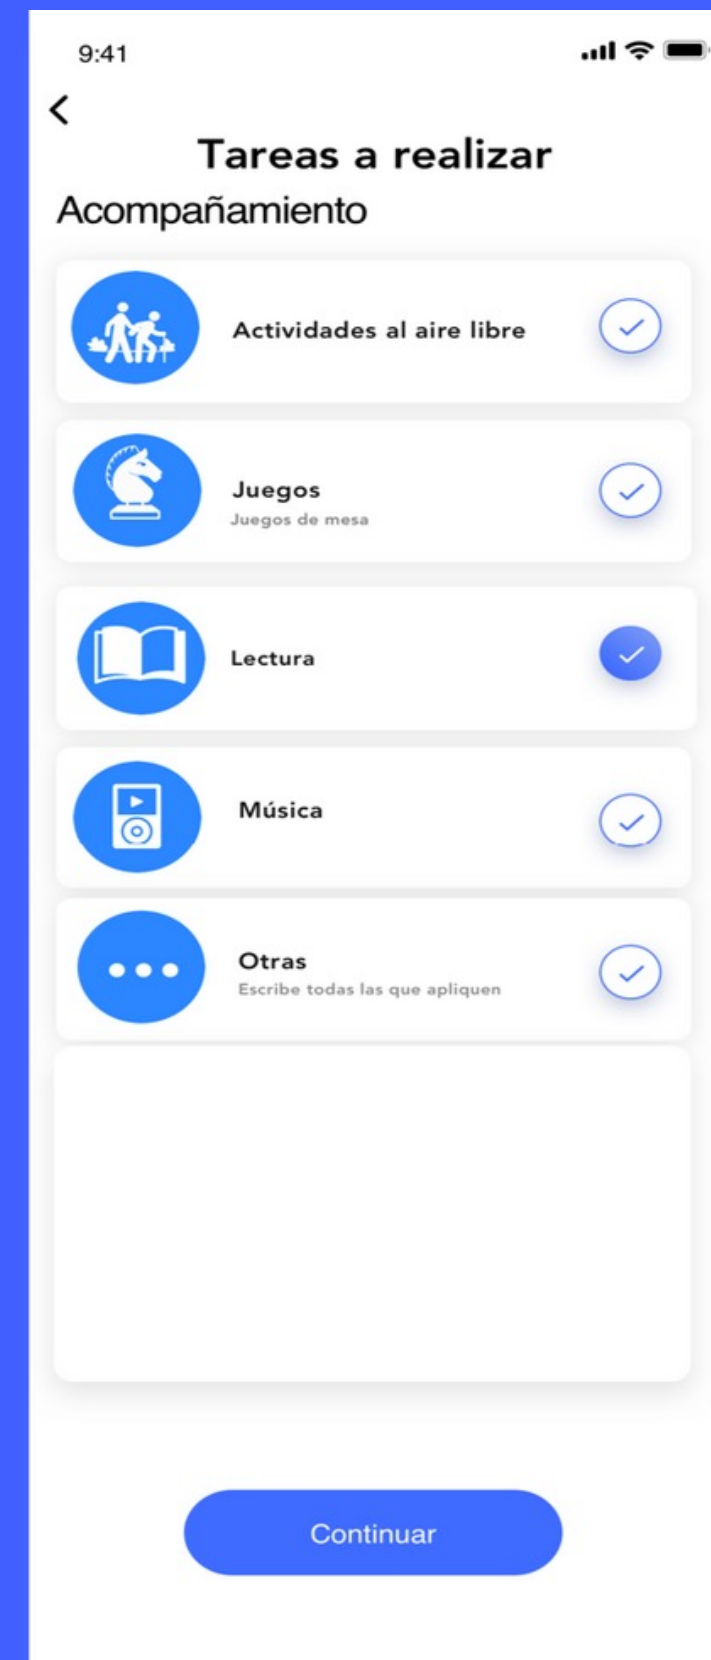 9:41
Tareas a realizar
Acompañamiento
Actividades al aire libre
Juegos
Juegos de mesa
Lectura
Música
Otras
Escribe todas las que apliquen
Continuar